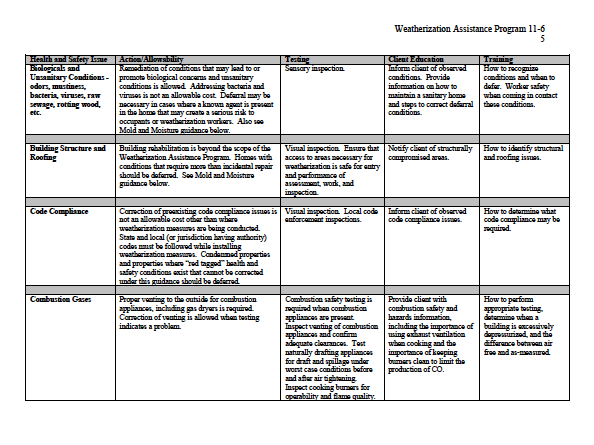 Weatherization Assistance Program 11-6
5
Health and Safety Issue Action/Allowability Testing Client Education Training
Biologicals and
Unsanitary Conditions -
odors, mustiness,
bacteria, viruses, raw
sewage, rotting wood,
etc.
Remediation of conditions that may lead to or
promote biological concerns and unsanitary
conditions is allowed. Addressing bacteria and
viruses is not an allowable cost. Deferral may be
necessary in cases where a known agent is present
in the home that may create a serious risk to
occupants or weatherization workers. Also see
Mold and Moisture guidance below.
Sensory inspection.
Inform client of observed
conditions. Provide
information on how to
maintain a sanitary home
and steps to correct deferral
conditions.
How to recognize
conditions and when to
defer. Worker safety
when coming in contact
these conditions.
Building Structure and
Roofing
Building rehabilitation is beyond the scope of the
Weatherization Assistance Program. Homes with
conditions that require more than incidental repair
should be deferred. See Mold and Moisture
guidance below.
Visual inspection. Ensure that
access to areas necessary for
weatherization is safe for entry
and performance of
assessment, work, and
inspection.
Notify client of structurally
compromised areas.
How to identify structural
and roofing issues.
Code Compliance
Correction of preexisting code compliance issues is
not an allowable cost other than where
weatherization measures are being conducted.
State and local (or jurisdiction having authority)
codes must be followed while installing
weatherization measures. Condemned properties
and properties where “red tagged” health and
safety conditions exist that cannot be corrected
under this guidance should be deferred.
Visual inspection. Local code
enforcement inspections.
Inform client of observed
code compliance issues.
How to determine what
code compliance may be
required.
Combustion Gases
Proper venting to the outside for combustion
appliances, including gas dryers is required.
Correction of venting is allowed when testing
indicates a problem.
Combustion safety testing is
required when combustion
appliances are present.
Inspect venting of combustion
appliances and confirm
adequate clearances. Test
naturally drafting appliances
for draft and spillage under
worst case conditions before
and after air tightening.
Inspect cooking burners for
operability and flame quality.
Provide client with
combustion safety and
hazards information,
including the importance of
using exhaust ventilation
when cooking and the
importance of keeping
burners clean to limit the
production of CO.
How to perform
appropriate testing,
determine when a
building is excessively
depressurized, and the
difference between air
free and as-measured.